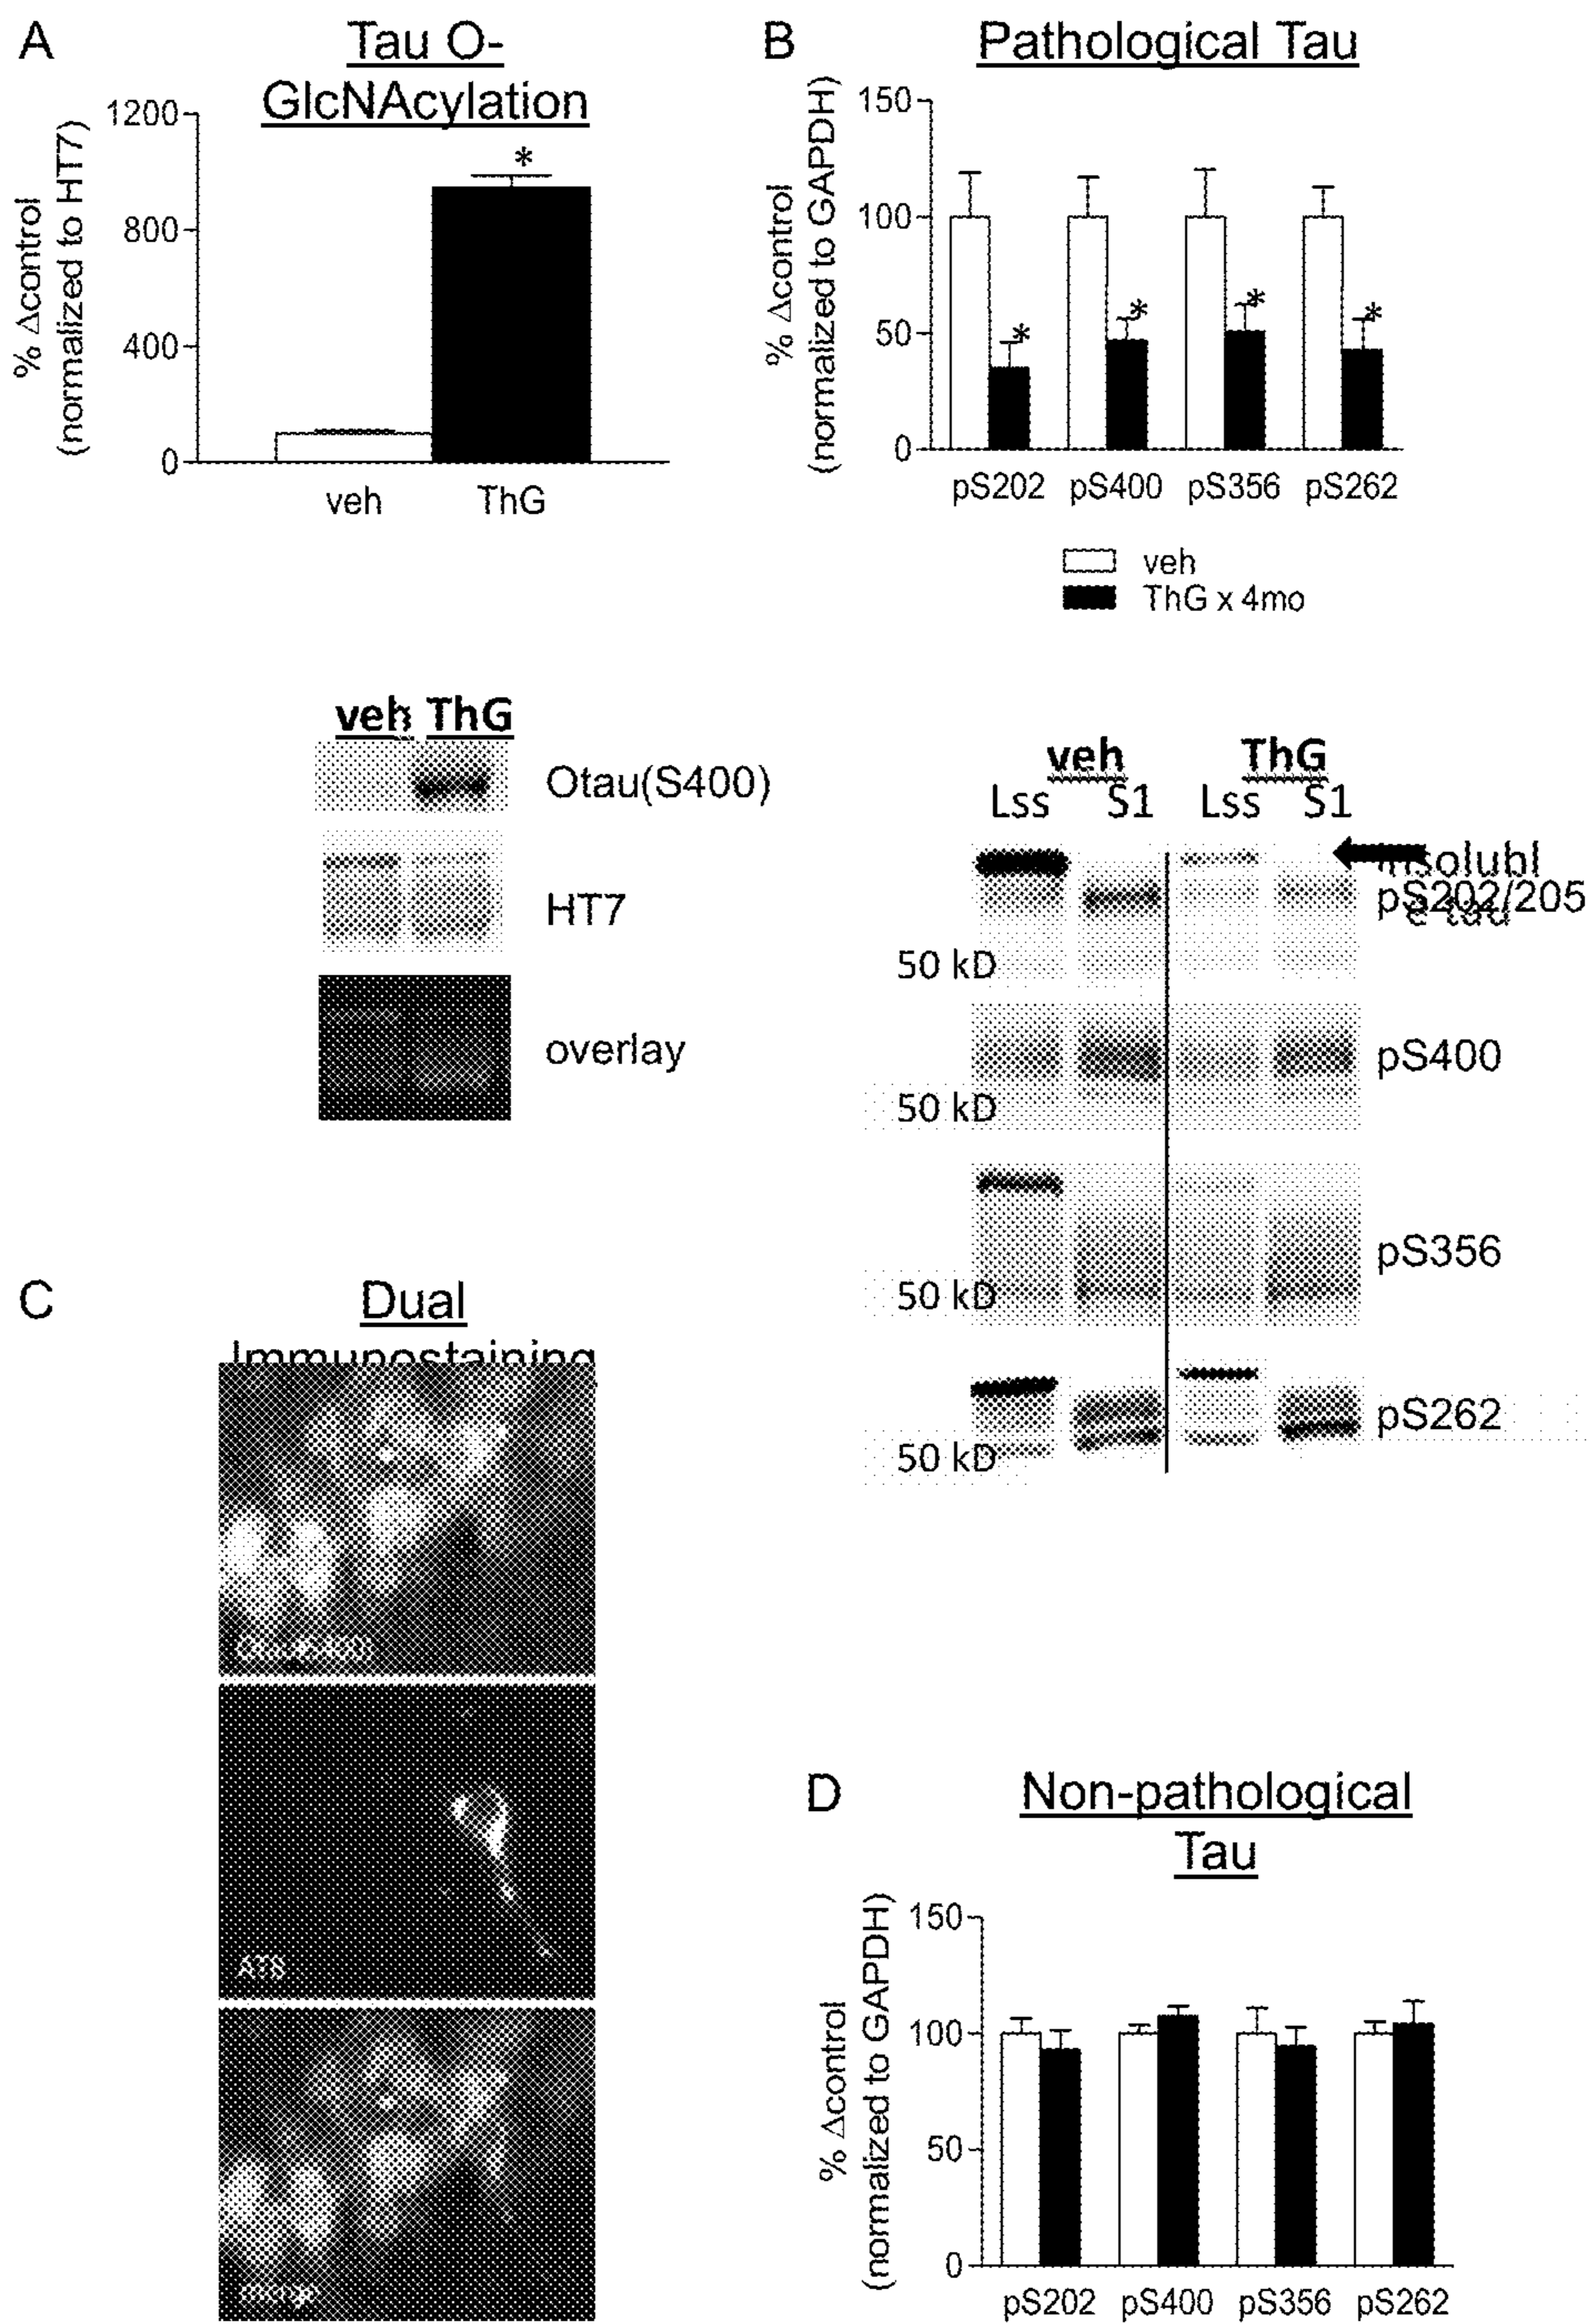 A
Tau O-
GlcNAcylation
% Δcontrol
(normalized to HT7)
1200
800
400
0
*
veh
ThG
B
Pathological Tau
% Δcontrol
(normalized to GAPDH)
150
100
50
0
*
*
*
*
pS202
pS400
pS356
pS262
veh
ThG x 4mo
veh ThG
Otau(S400)
HT7
overlay
veh ThG
Lss S1 Lss S1
pS202/205
50 kD
pS400
50 kD
pS356
50 kD
pS262
50 kD
C
Dual
Immunostaining
AT8
D
Non-pathological
Tau
% Δcontrol
(normalized to GAPDH)
150
100
50
0
pS202
pS400
pS356
pS262